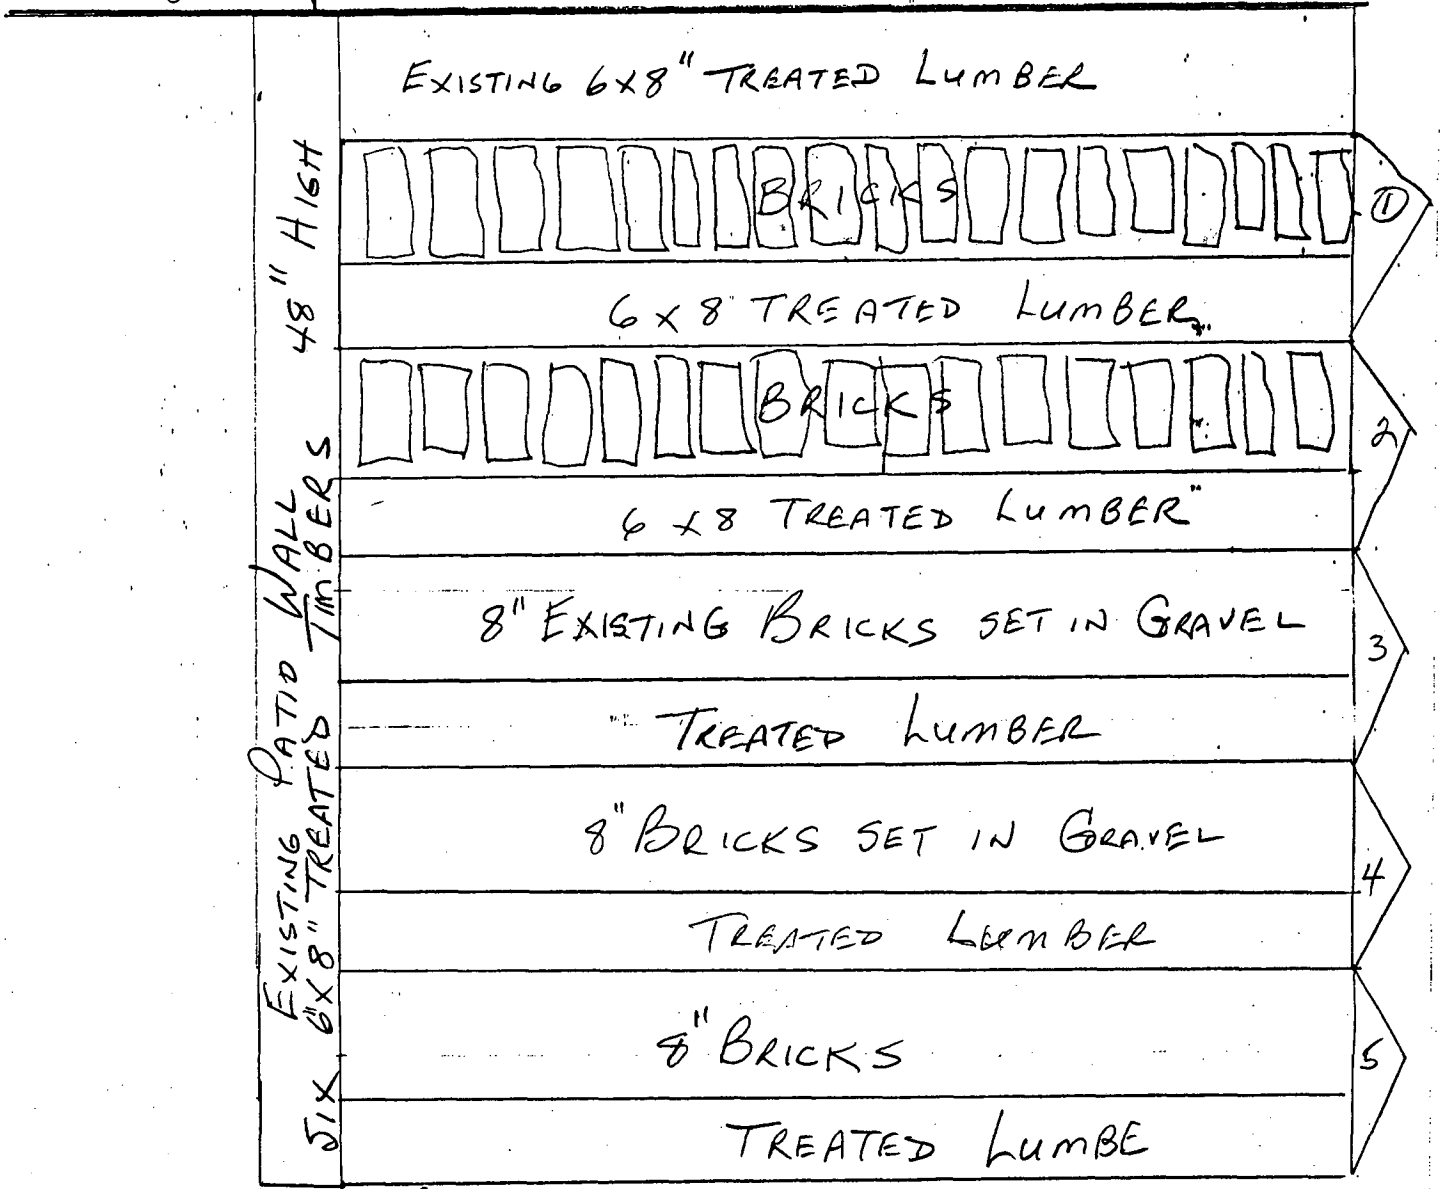 EXISTING 6X8" TREATED LUMBER
BRICKS
①
6 X 8 TREATED LUMBER
BRICKS
2
6 X 8 TREATED LUMBER"
8" EXISTING BRICKS SET IN GRAVEL
3
TREATED LUMBER
8" BRICKS SET IN GRAVEL
4
TREATED LUMBER
8" BRICKS
5
TREATED LUMBE
EXISTING PATIO WALL 48" HIGH
SIX 6"X8" TREATED TIMBERS